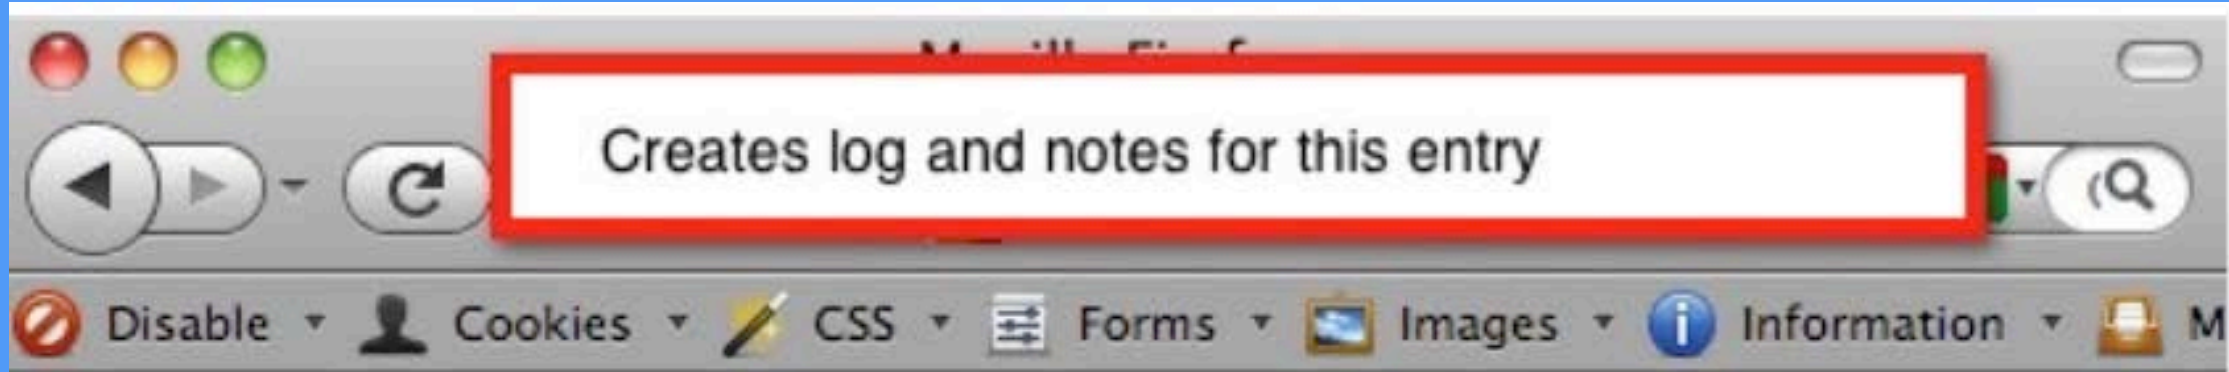 Creates log and notes for this entry
Disable Cookies CSS Forms Images Information M